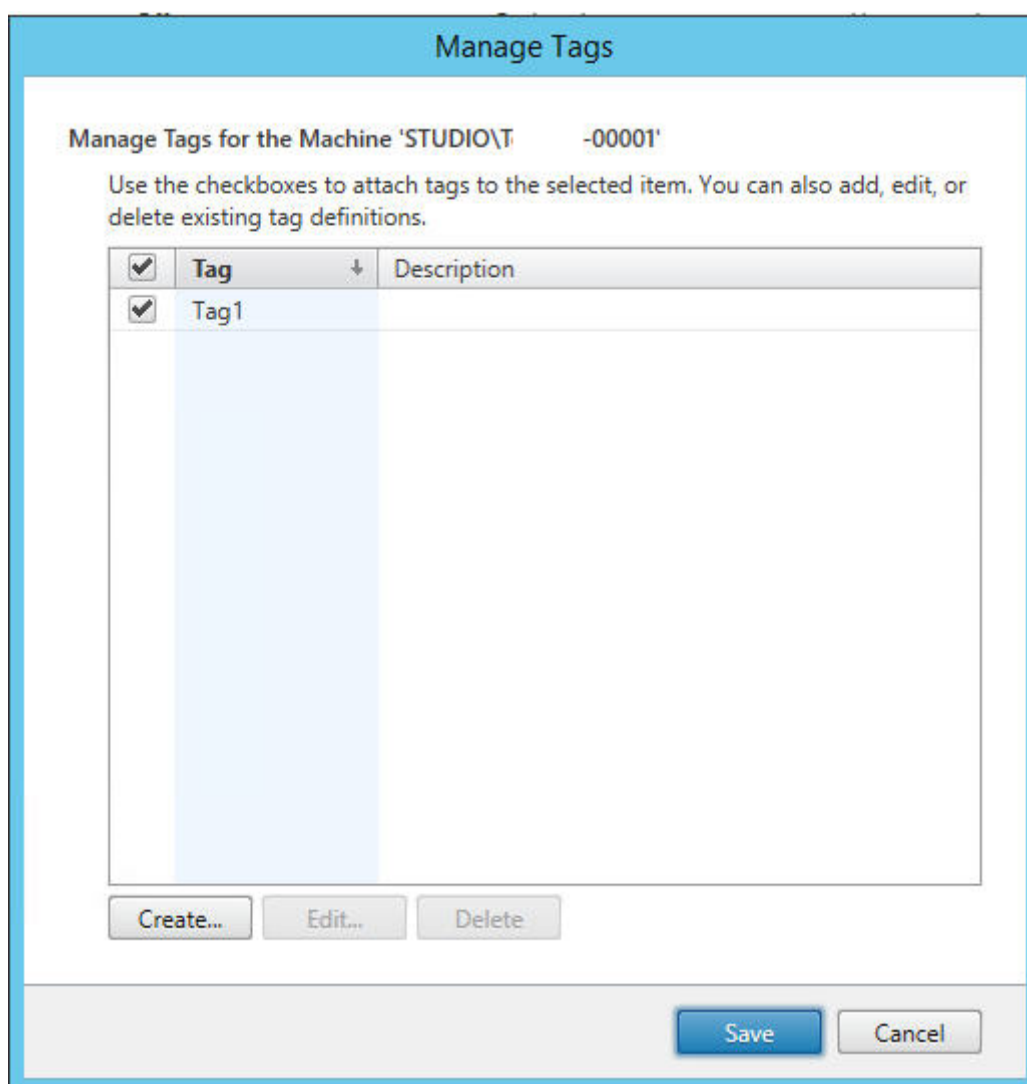 Manage Tags
Manage Tags for the Machine 'STUDIO\T -00001'
Use the checkboxes to attach tags to the selected item. You can also add, edit, or
delete existing tag definitions.
Tag Description
Tag1
Create... Edit... Delete
Save Cancel